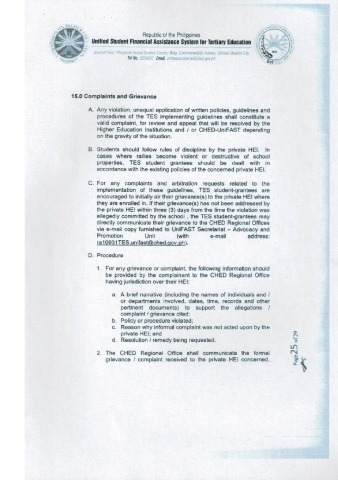 Republic of the Philippines
Unified Student Financial Assistance System for Tertiary Education
15.0 Complaints and Grievance
A. Any violation, unequal application of written policies, guidelines and
procedures of the TES implementing guidelines shall constitute a
valid complaint, for review and appeal that will be resolved by the
Higher Education Institutions and / or CHED-UniFAST depending
on the gravity of the situation.
B. Students should follow rules of discipline by the private HEI. In
cases where rallies become violent or destructive of school
properties, TES student grantees should be dealt with in
accordance with the existing policies of the concerned private HEI.
C. For any complaints and arbitration requests related to the
implementation of these guidelines, TES student-grantees are
encouraged to initially air their grievance(s) to the private HEI where
they are enrolled in. If their grievance(s) has not been addressed by
the private HEI within three (3) days from the time the violation was
allegedly committed by the school , the TES student-grantees may
directly communicate their grievance to the CHED Regional Offices
via e-mail copy furnished to UniFAST Secretariat – Advocacy and
Promotion Unit (with e-mail address:
ra10931TES.unifast@ched.gov.ph).
D. Procedure
1. For any grievance or complaint, the following information should
be provided by the complainant to the CHED Regional Office
having jurisdiction over their HEI:
a. A brief narrative (including the names of individuals and /
or departments involved, dates, time, records and other
pertinent documents) to support the allegations /
complaint / grievance cited;
b. Policy or procedure violated;
c. Reason why informal complaint was not acted upon by the
private HEI; and
d. Resolution / remedy being requested.
2. The CHED Regional Office shall communicate the formal
grievance / complaint received to the private HEI concerned,
Page 25 of 29